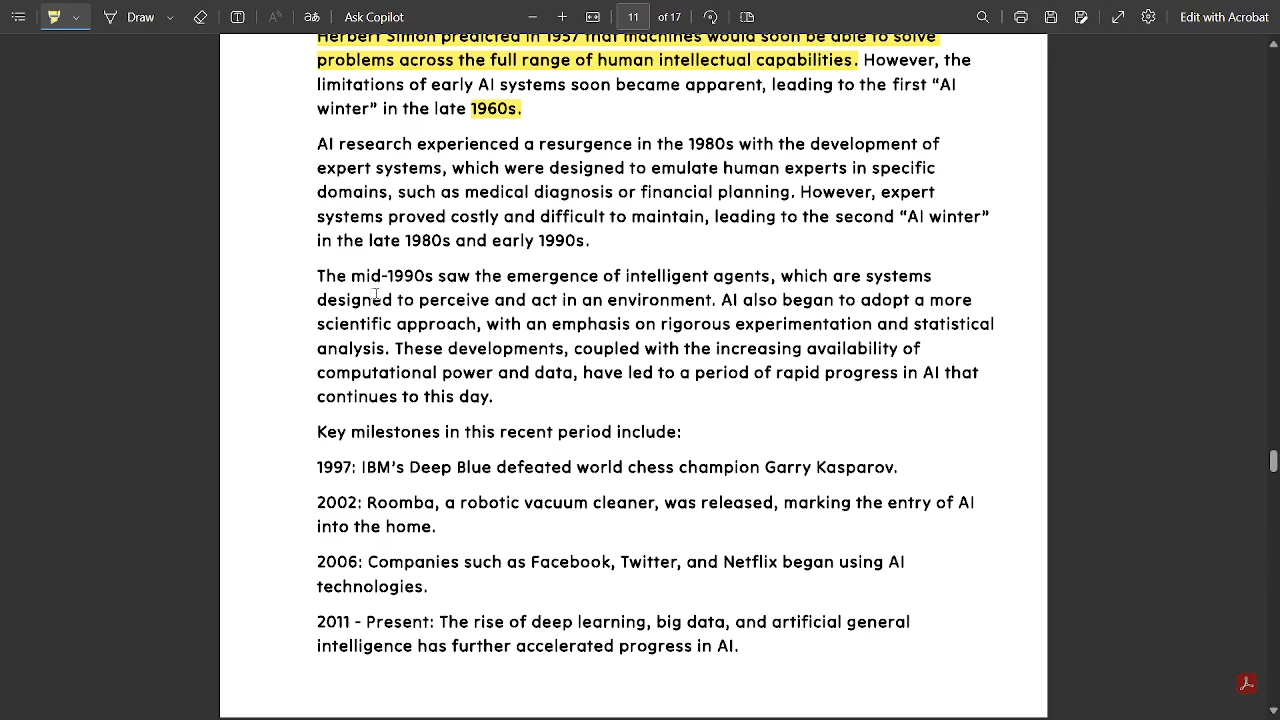 Draw
Ask Copilot
11 of 17
Edit with Acrobat
Herbert Simon predicted in 1957 that machines would soon be able to solve
problems across the full range of human intellectual capabilities. However, the
limitations of early AI systems soon became apparent, leading to the first “AI
winter” in the late 1960s.
AI research experienced a resurgence in the 1980s with the development of
expert systems, which were designed to emulate human experts in specific
domains, such as medical diagnosis or financial planning. However, expert
systems proved costly and difficult to maintain, leading to the second “AI winter”
in the late 1980s and early 1990s.
The mid-1990s saw the emergence of intelligent agents, which are systems
designed to perceive and act in an environment. AI also began to adopt a more
scientific approach, with an emphasis on rigorous experimentation and statistical
analysis. These developments, coupled with the increasing availability of
computational power and data, have led to a period of rapid progress in AI that
continues to this day.
Key milestones in this recent period include:
1997: IBM’s Deep Blue defeated world chess champion Garry Kasparov.
2002: Roomba, a robotic vacuum cleaner, was released, marking the entry of AI
into the home.
2006: Companies such as Facebook, Twitter, and Netflix began using AI
technologies.
2011 - Present: The rise of deep learning, big data, and artificial general
intelligence has further accelerated progress in AI.